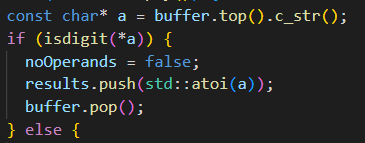 const char* a = buffer.top().c_str();
if (isdigit(*a)) {
noOperands = false;
results.push(std::atoi(a));
buffer.pop();
} else {